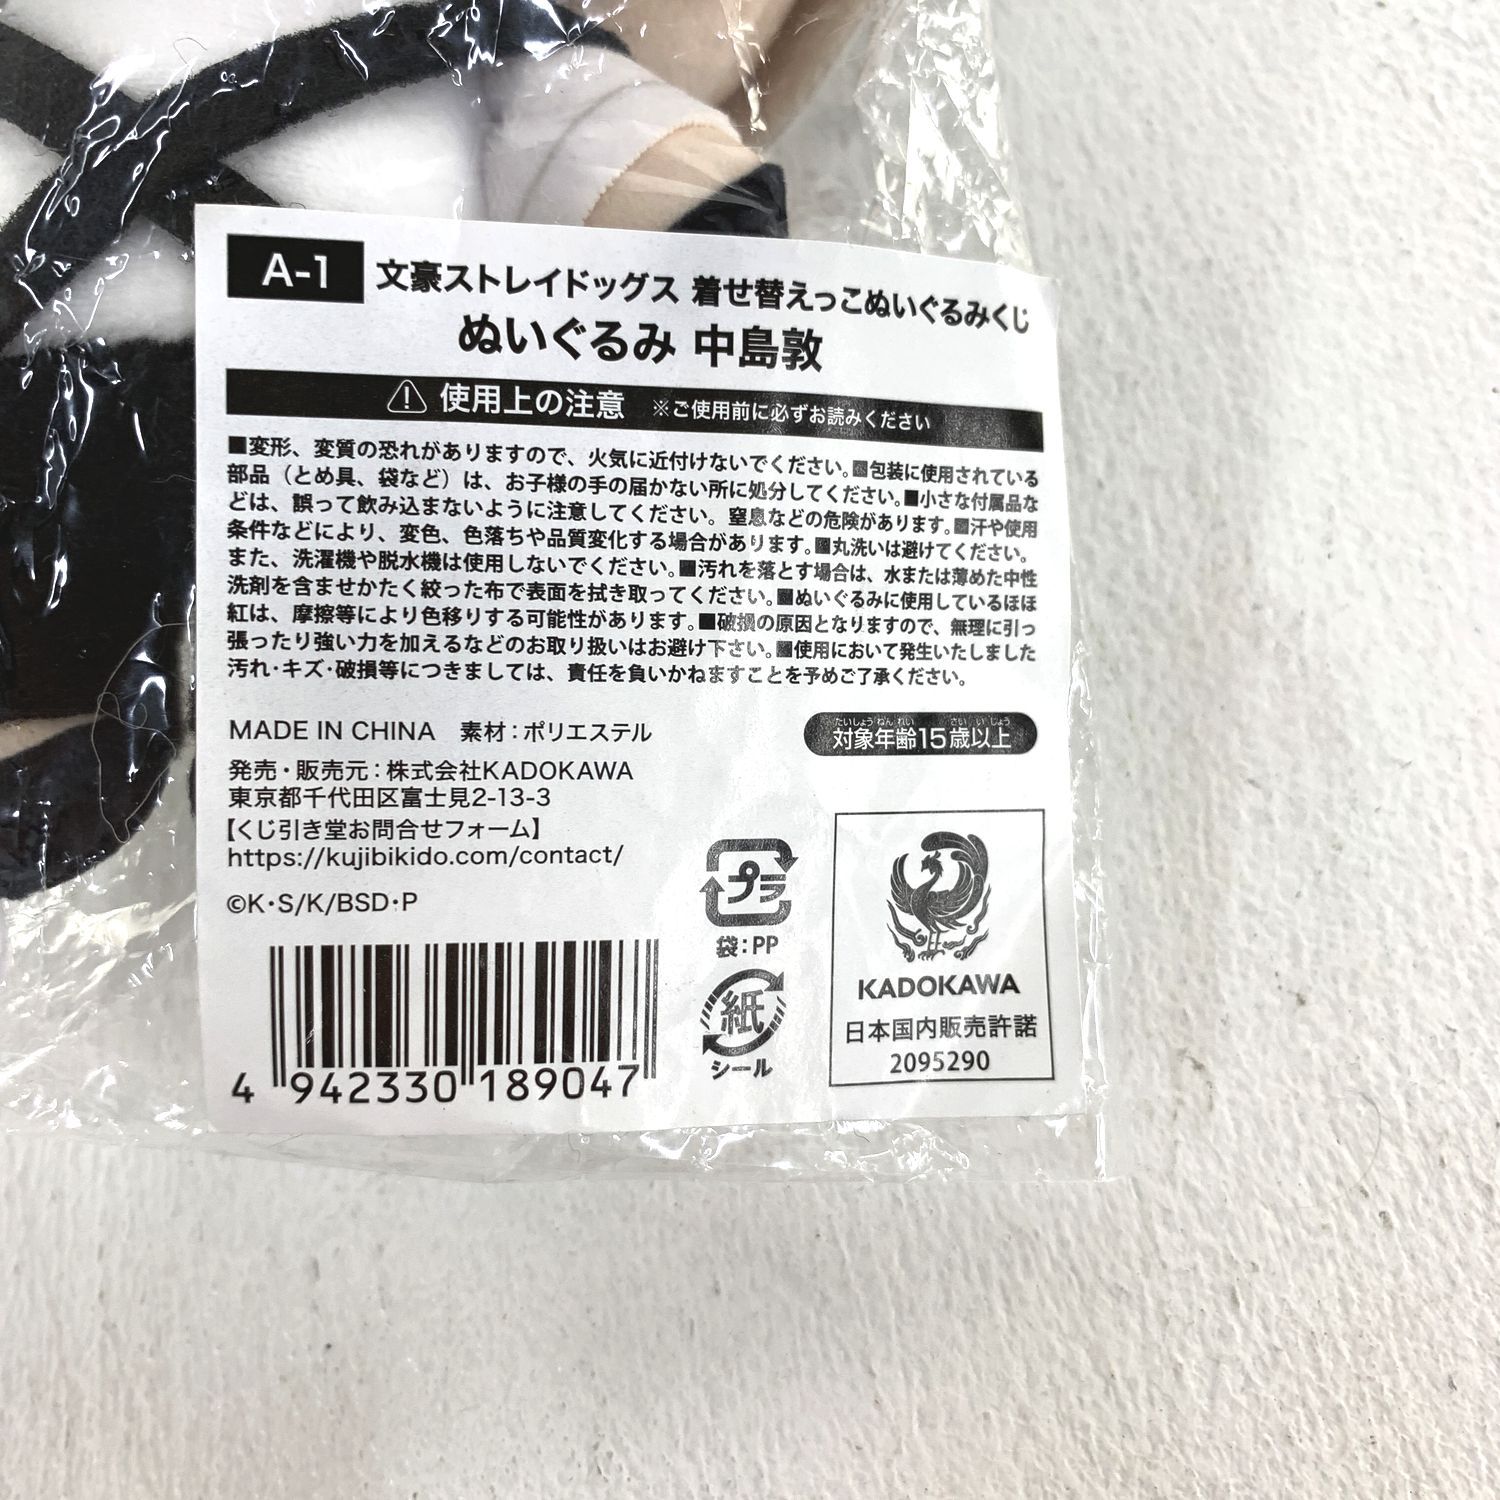 A-1 文豪ストレイドッグス 着せ替えっこぬいぐるみくじ
ぬいぐるみ 中島敦
使用上の注意 ※ご使用前に必ずお読みください
■変形、変質の恐れがありますので、火気に近付けないでください。■包装に使用されている
部品（とめ具、袋など）は、お子様の手の届かない所に処分してください。■小さな付属品な
どは、誤って飲み込まないように注意してください。窒息などの危険があります。■汗や使用
条件などにより、変色、色落ちや品質変化する場合があります。■丸洗いは避けてください。
また、洗濯機や脱水機は使用しないでください。■汚れを落とす場合は、水または薄めた中性
洗剤を含ませかたく絞った布で表面を拭き取ってください。■ぬいぐるみに使用しているほほ
紅は、摩擦等により色移りする可能性があります。■破損の原因となりますので、無理に引っ
張ったり強い力を加えるなどのお取り扱いはお避け下さい。■使用において発生いたしました
汚れ・キズ・破損等につきましては、責任を負いかねますことを予めご了承ください。
MADE IN CHINA 素材：ポリエステル
たいしょうねんれい さいいじょう
対象年齢15歳以上
発売・販売元：株式会社KADOKAWA
東京都千代田区富士見2-13-3
【くじ引き堂お問合せフォーム】
https://kujibikido.com/contact/
©K・S/K/BSD・P
4 942330 189047
プラ
袋：PP
紙
シール
KADOKAWA
日本国内販売許諾
2095290